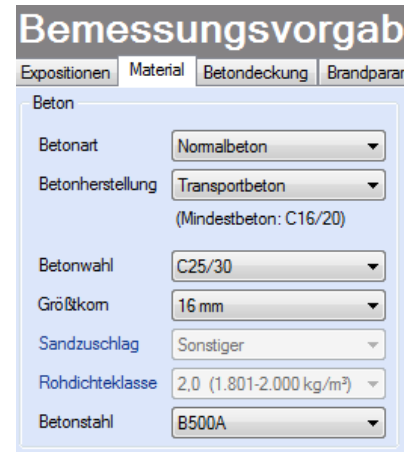 Bemessungsvorgab
Expositionen Material Betondeckung Brandparar
Beton
Betonart Normalbeton
Betonherstellung Transportbeton
(Mindestbeton: C16/20)
Betonwahl C25/30
Größtkorn 16 mm
Sandzuschlag Sonstiger
Rohdichteklasse 2,0 (1.801-2.000 kg/m³)
Betonstahl B500A